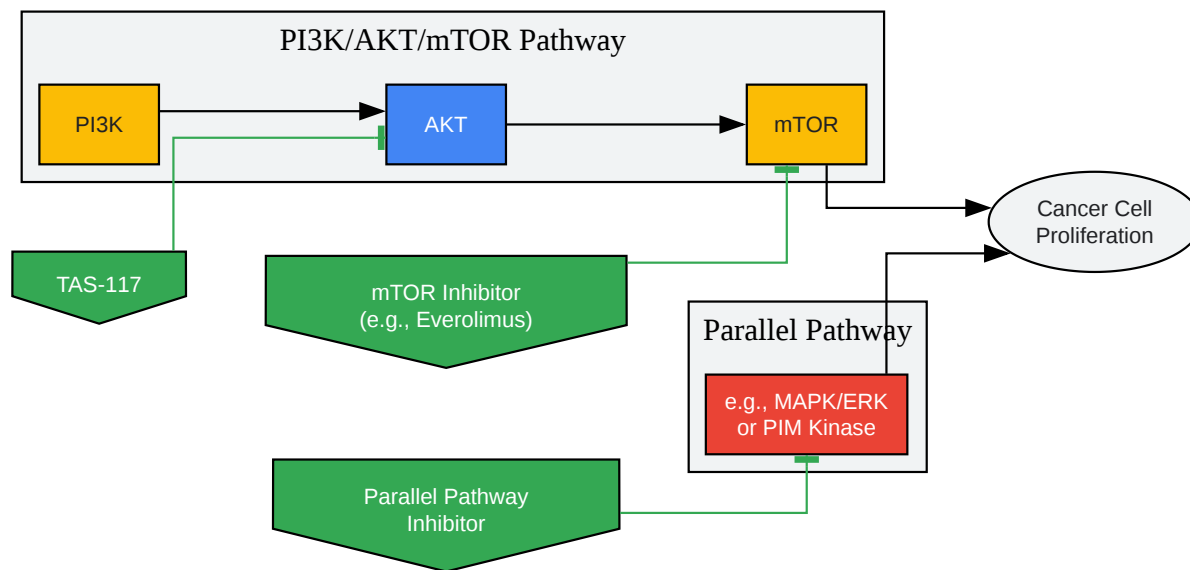 PI3K/AKT/mTOR Pathway
PI3K
AKT
mTOR
Cancer Cell
Proliferation
TAS-117
mTOR Inhibitor
(e.g., Everolimus)
Parallel Pathway
e.g., MAPK/ERK
or PIM Kinase
Parallel Pathway
Inhibitor